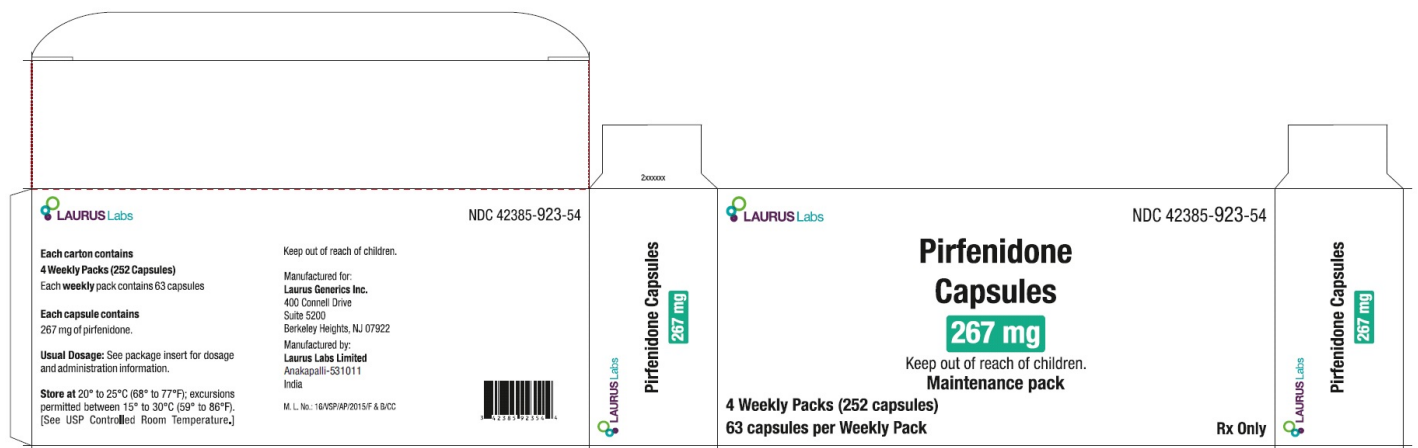 LAURUS Labs
NDC 42385-923-54
Each carton contains
4 Weekly Packs (252 Capsules)
Each weekly pack contains 63 capsules
Each capsule contains
267 mg of pirfenidone.
Usual Dosage: See package insert for dosage
and administration information.
Store at 20° to 25°C (68° to 77°F); excursions
permitted between 15° to 30°C (59° to 86°F).
[See USP Controlled Room Temperature.]
Keep out of reach of children.
Manufactured for:
Laurus Generics Inc.
400 Connell Drive
Suite 5200
Berkeley Heights, NJ 07922
Manufactured by:
Laurus Labs Limited
Anakapalli-531011
India
M. L. No.: 16/VSP/AP/2015/F & B/CC
3 42385 92354 4
2xxxxxx
Pirfenidone Capsules
267 mg
LAURUS Labs
LAURUS Labs
NDC 42385-923-54
Pirfenidone
Capsules
267 mg
Keep out of reach of children.
Maintenance pack
4 Weekly Packs (252 capsules)
63 capsules per Weekly Pack
Rx Only
Pirfenidone Capsules
267 mg
LAURUS Labs